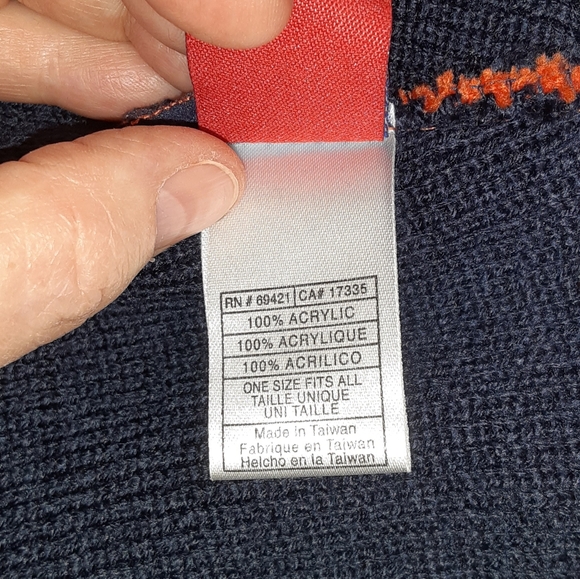 RN # 69421 CA# 17335
100% ACRYLIC
100% ACRYLIQUE
100% ACRILICO
ONE SIZE FITS ALL
TAILLE UNIQUE
UNI TAILLE
Made in Taiwan
Fabrique en Taiwan
Helcho en la Taiwan